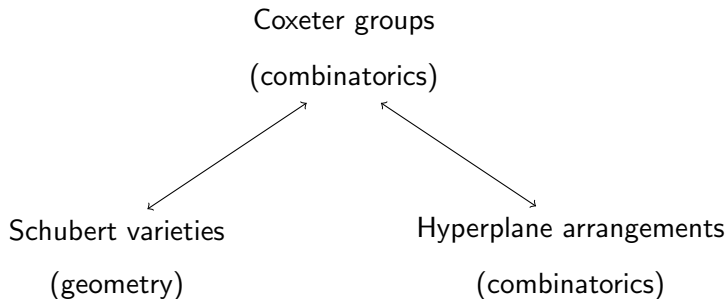 Coxeter groups
(combinatorics)
Schubert varieties
(geometry)
Hyperplane arrangements
(combinatorics)